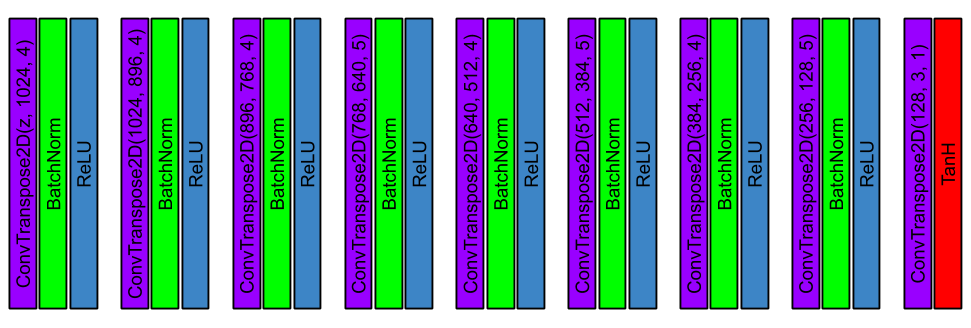 ConvTranspose2D(z, 1024, 4)
BatchNorm
ReLU
ConvTranspose2D(1024, 896, 4)
BatchNorm
ReLU
ConvTranspose2D(896, 768, 4)
BatchNorm
ReLU
ConvTranspose2D(768, 640, 5)
BatchNorm
ReLU
ConvTranspose2D(640, 512, 4)
BatchNorm
ReLU
ConvTranspose2D(512, 384, 5)
BatchNorm
ReLU
ConvTranspose2D(384, 256, 4)
BatchNorm
ReLU
ConvTranspose2D(256, 128, 5)
BatchNorm
ReLU
ConvTranspose2D(128, 3, 1)
TanH